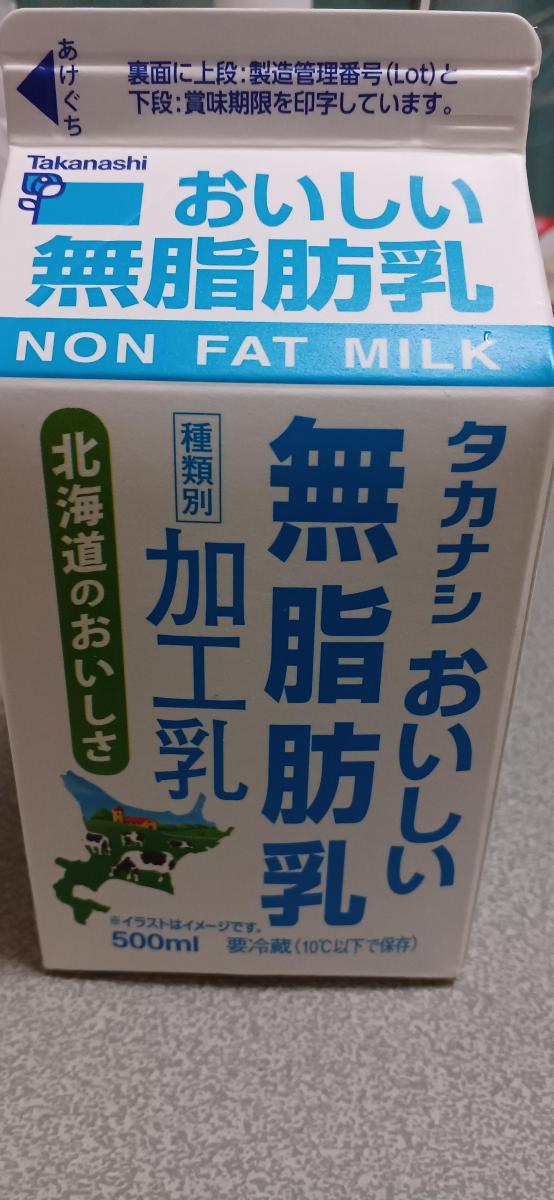 あけぐち
裏面に上段:製造管理番号(Lot)と
下段:賞味期限を印字しています。
Takanashi
おいしい
無脂肪乳
NON FAT MILK
タカナシ おいしい
無脂肪乳
種類別
加工乳
北海道のおいしさ
※イラストはイメージです。
500ml 要冷蔵(10℃以下で保存)